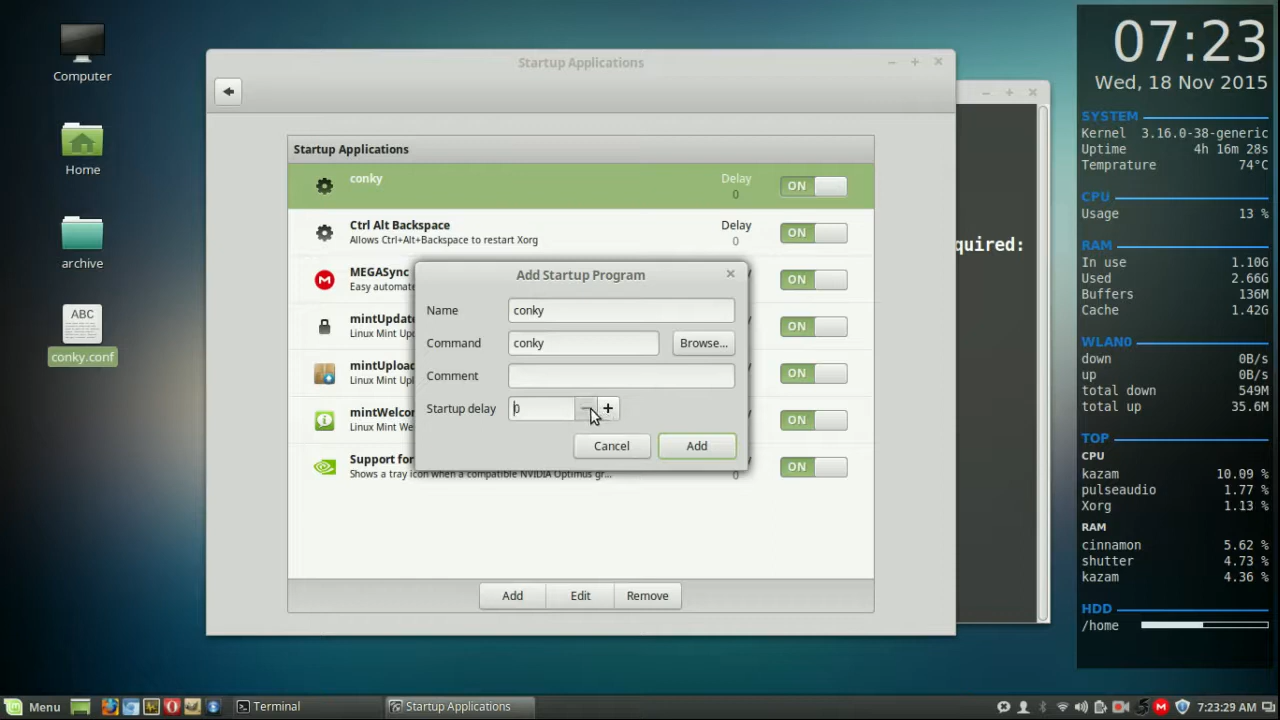 Computer
Home
archive
ABC
conky.conf
Startup Applications
Startup Applications
conky
Delay
0
ON
Ctrl Alt Backspace
Allows Ctrl+Alt+Backspace to restart Xorg
Delay
0
ON
MEGASync
Easy automate
ON
mintUpdate
Linux Mint Upd
ON
mintUpload
Linux Mint Upl
ON
mintWelcom
Linux Mint We
ON
Support for
Shows a tray icon when a compatible NVIDIA Optimus gr...
0
ON
Add Startup Program
Name
conky
Command
conky
Browse...
Comment
Startup delay
0
Cancel
Add
Add
Edit
Remove
quired:
07:23
Wed, 18 Nov 2015
SYSTEM
Kernel 3.16.0-38-generic
Uptime 4h 16m 28s
Temprature 74°C
CPU
Usage 13 %
RAM
In use 1.10G
Used 2.66G
Buffers 136M
Cache 1.42G
WLAN0
down 0B/s
up 0B/s
total down 549M
total up 35.6M
TOP
CPU
kazam 10.09 %
pulseaudio 1.77 %
Xorg 1.13 %
RAM
cinnamon 5.62 %
shutter 4.73 %
kazam 4.36 %
HDD
/home
Menu
Terminal
Startup Applications
7:23:29 AM